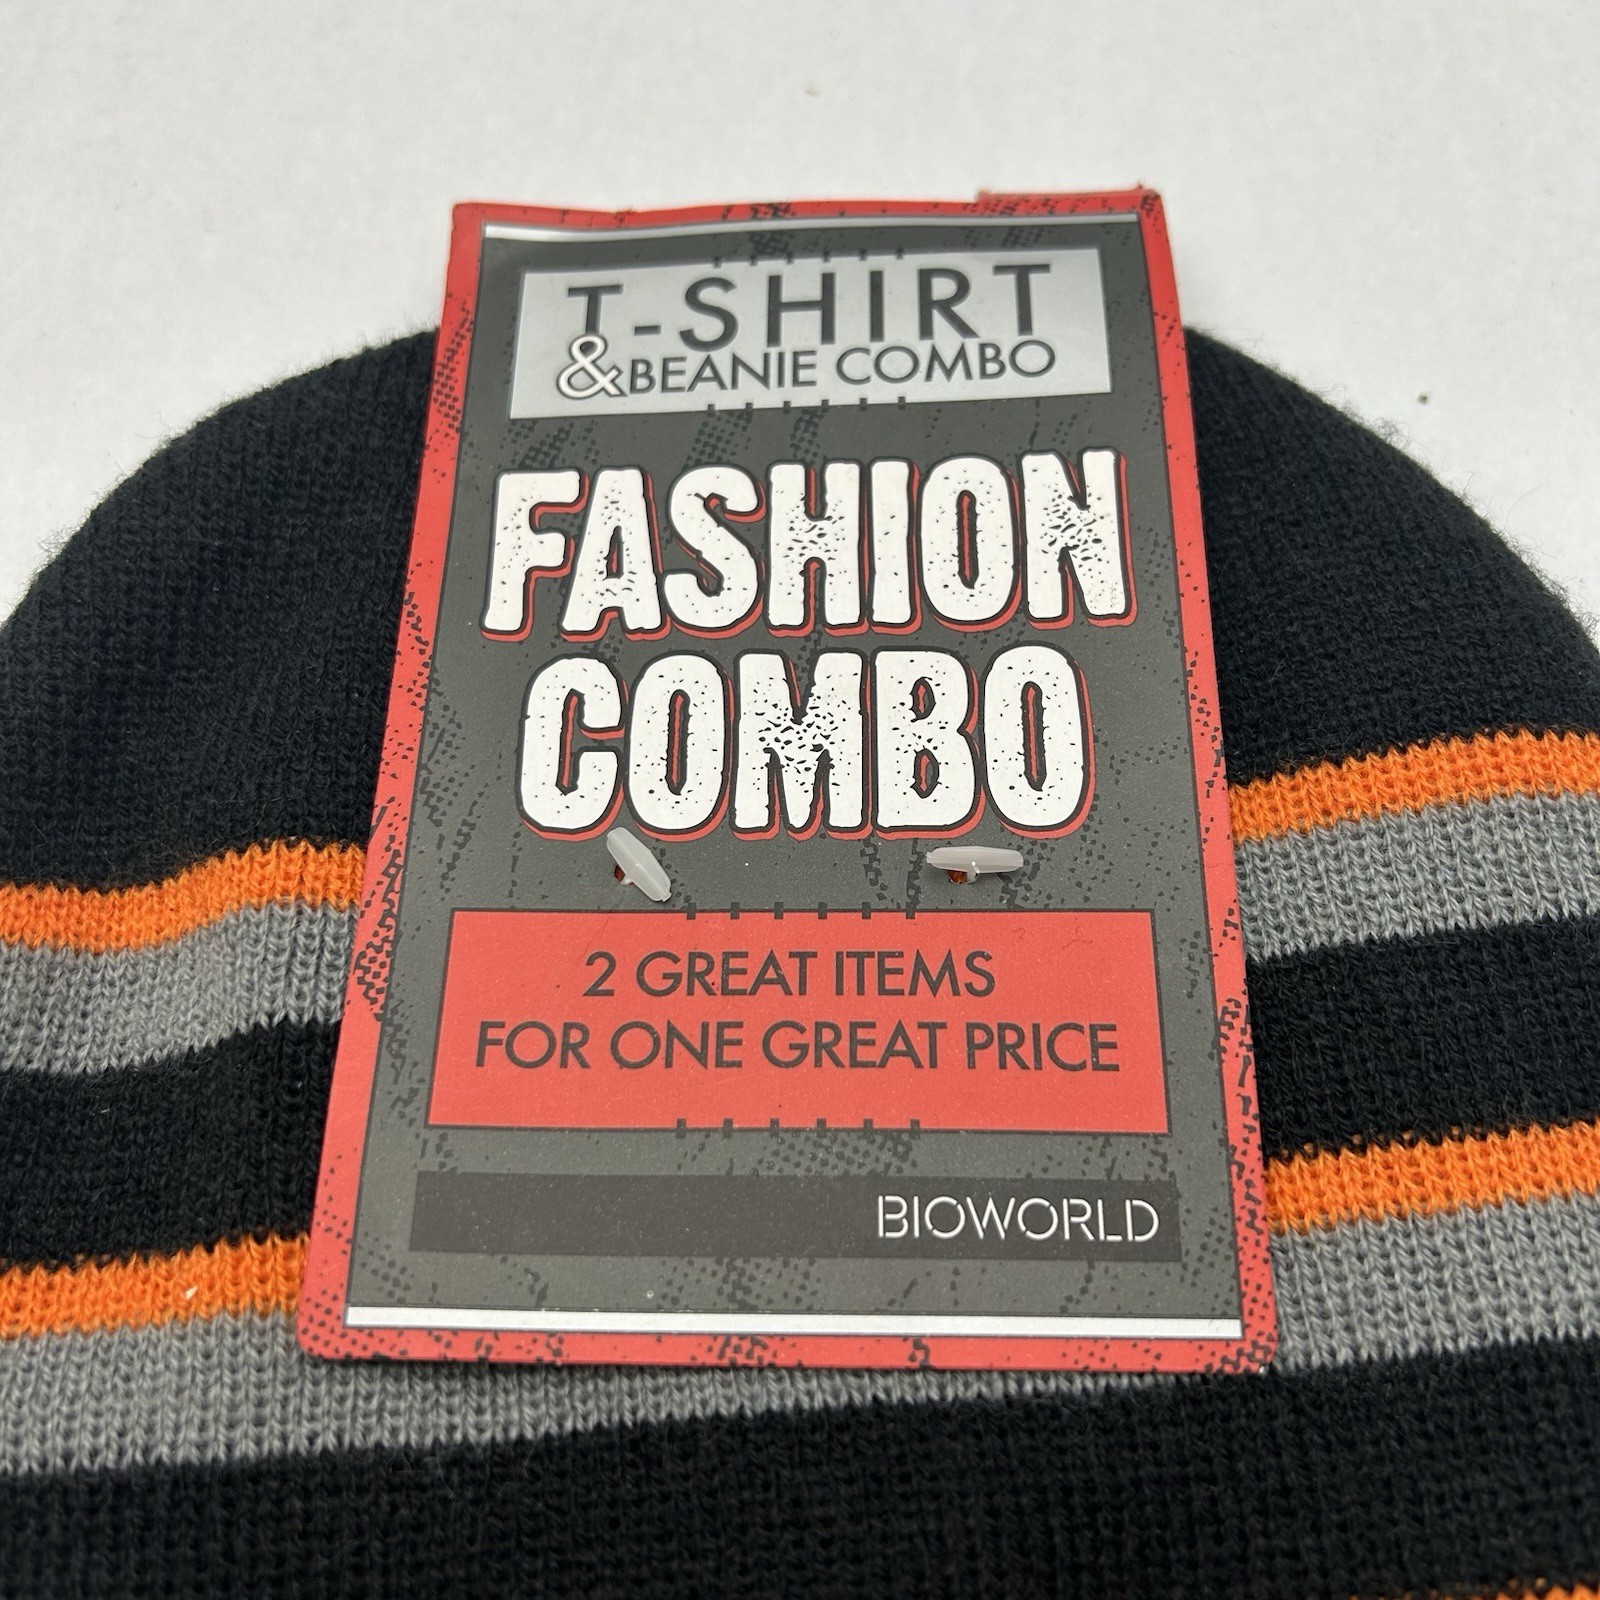 T-SHIRT
& BEANIE COMBO
FASHION
COMBO
2 GREAT ITEMS
FOR ONE GREAT PRICE
BIOWORLD